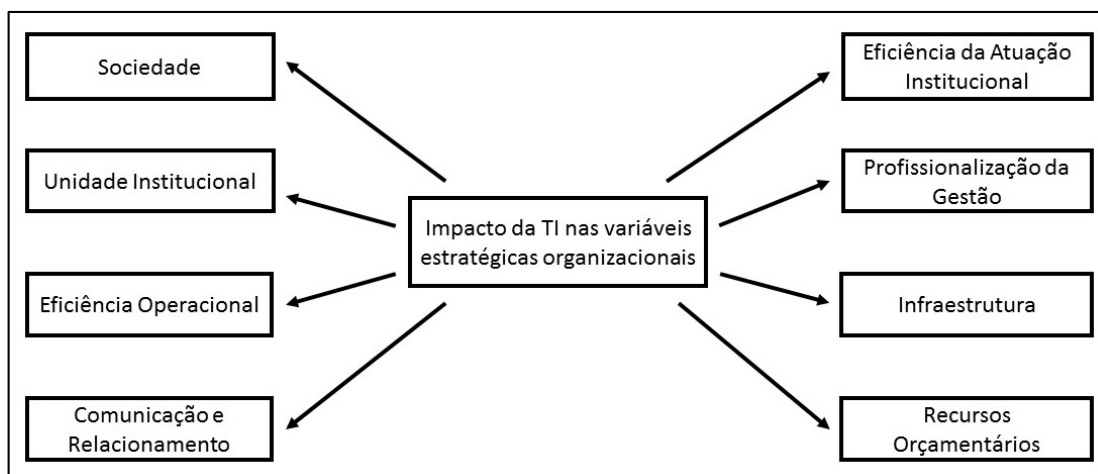 Sociedade
Unidade Institucional
Eficiência Operacional
Comunicação e
Relacionamento
Impacto da TI nas variáveis
estratégicas organizacionais
Eficiência da Atuação
Institucional
Profissionalização da
Gestão
Infraestrutura
Recursos
Orçamentários